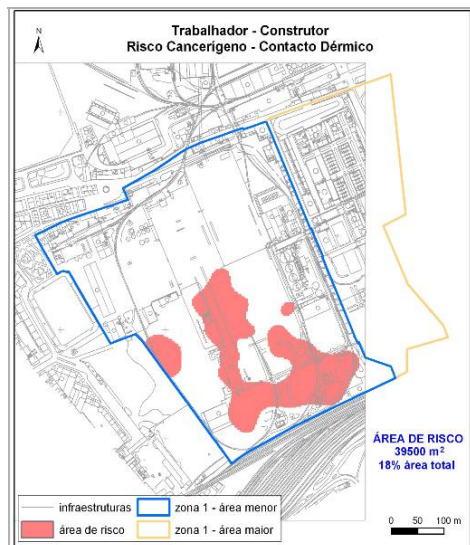 Trabalhador - Construtor
Risco Cancerígeno - Contacto Dérmico
N
ÁREA DE RISCO
39500 m²
18% àrea total
infraestruturas
zona 1 - área menor
área de risco
zona 1 - área maior
0 50 100 m